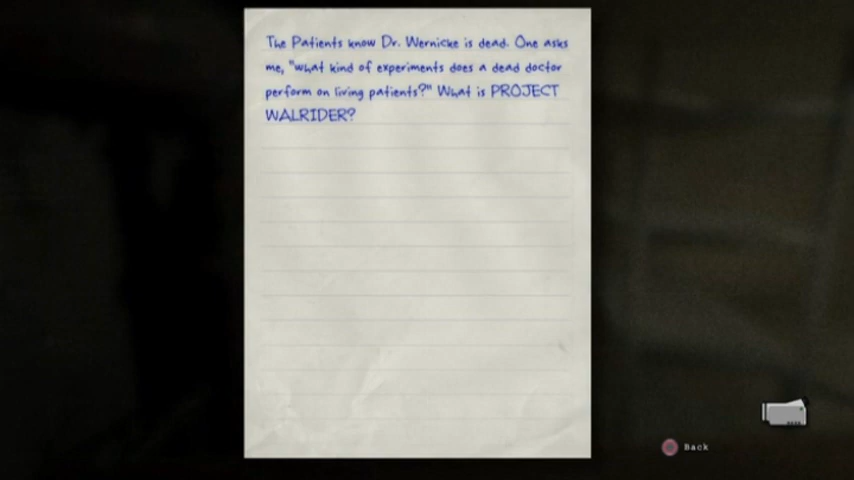 The Patients know Dr. Wernicke is dead. One asks
me, "what kind of experiments does a dead doctor
perform on living patients?" What is PROJECT
WALRIDER?
Back